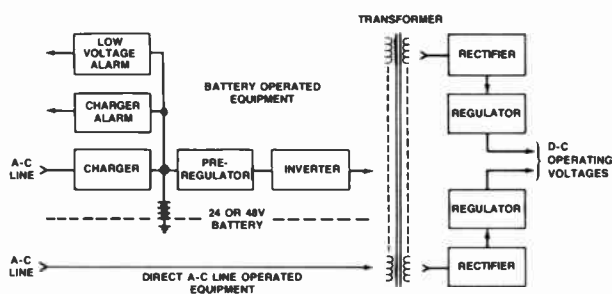 TRANSFORMER
LOW
VOLTAGE
ALARM
RECTIFIER
BATTERY OPERATED
EQUIPMENT
CHARGER
ALARM
REGULATOR
A-C
LINE
CHARGER
PRE-
REGULATOR
INVERTER
D-C
OPERATING
VOLTAGES
24 OR 48V
BATTERY
REGULATOR
A-C
LINE
DIRECT A-C LINE OPERATED
EQUIPMENT
RECTIFIER